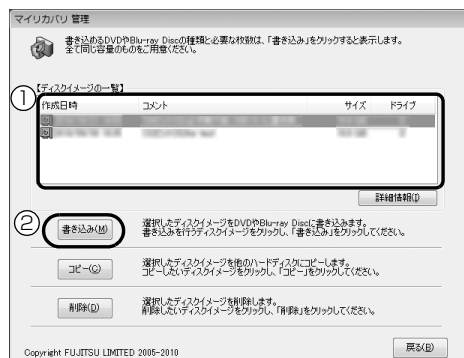 マイリカバリ 管理
書き込めるDVDやBlu-ray Discの種類と必要な枚数は、「書き込み」をクリックすると表示します。
全て同じ容量のものをご用意ください。
【ディスクイメージの一覧】
①
作成日時 コメント サイズ ドライブ
詳細情報(I)
②
書き込み(M)
選択したディスクイメージをDVDやBlu-ray Discに書き込みます。
書き込みを行うディスクイメージをクリックし、「書き込み」をクリックしてください。
コピー(C)
選択したディスクイメージを他のハードディスクにコピーします。
コピーしたいディスクイメージをクリックし、「コピー」をクリックしてください。
削除(D)
選択したディスクイメージを削除します。
削除したいディスクイメージをクリックし、「削除」をクリックしてください。
Copyright FUJITSU LIMITED 2005-2010
戻る(B)